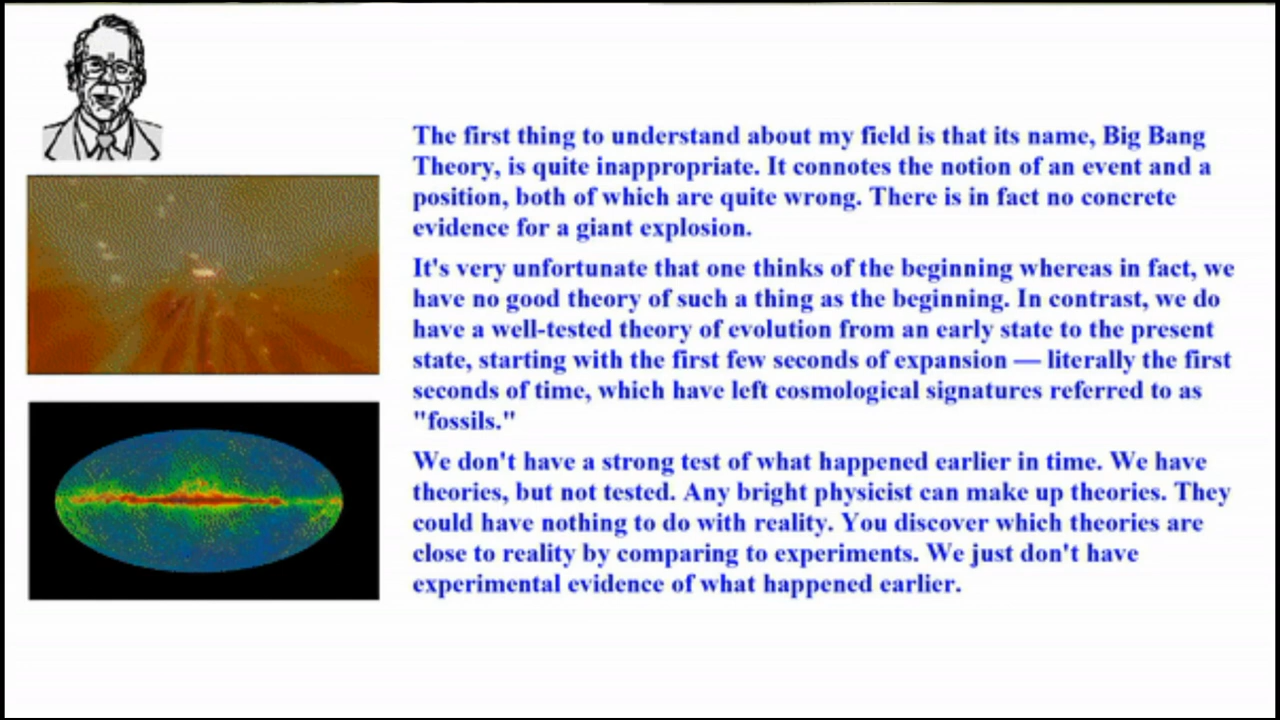 The first thing to understand about my field is that its name, Big Bang
Theory, is quite inappropriate. It connotes the notion of an event and a
position, both of which are quite wrong. There is in fact no concrete
evidence for a giant explosion.
It's very unfortunate that one thinks of the beginning whereas in fact, we
have no good theory of such a thing as the beginning. In contrast, we do
have a well-tested theory of evolution from an early state to the present
state, starting with the first few seconds of expansion — literally the first
seconds of time, which have left cosmological signatures referred to as
"fossils."
We don't have a strong test of what happened earlier in time. We have
theories, but not tested. Any bright physicist can make up theories. They
could have nothing to do with reality. You discover which theories are
close to reality by comparing to experiments. We just don't have
experimental evidence of what happened earlier.